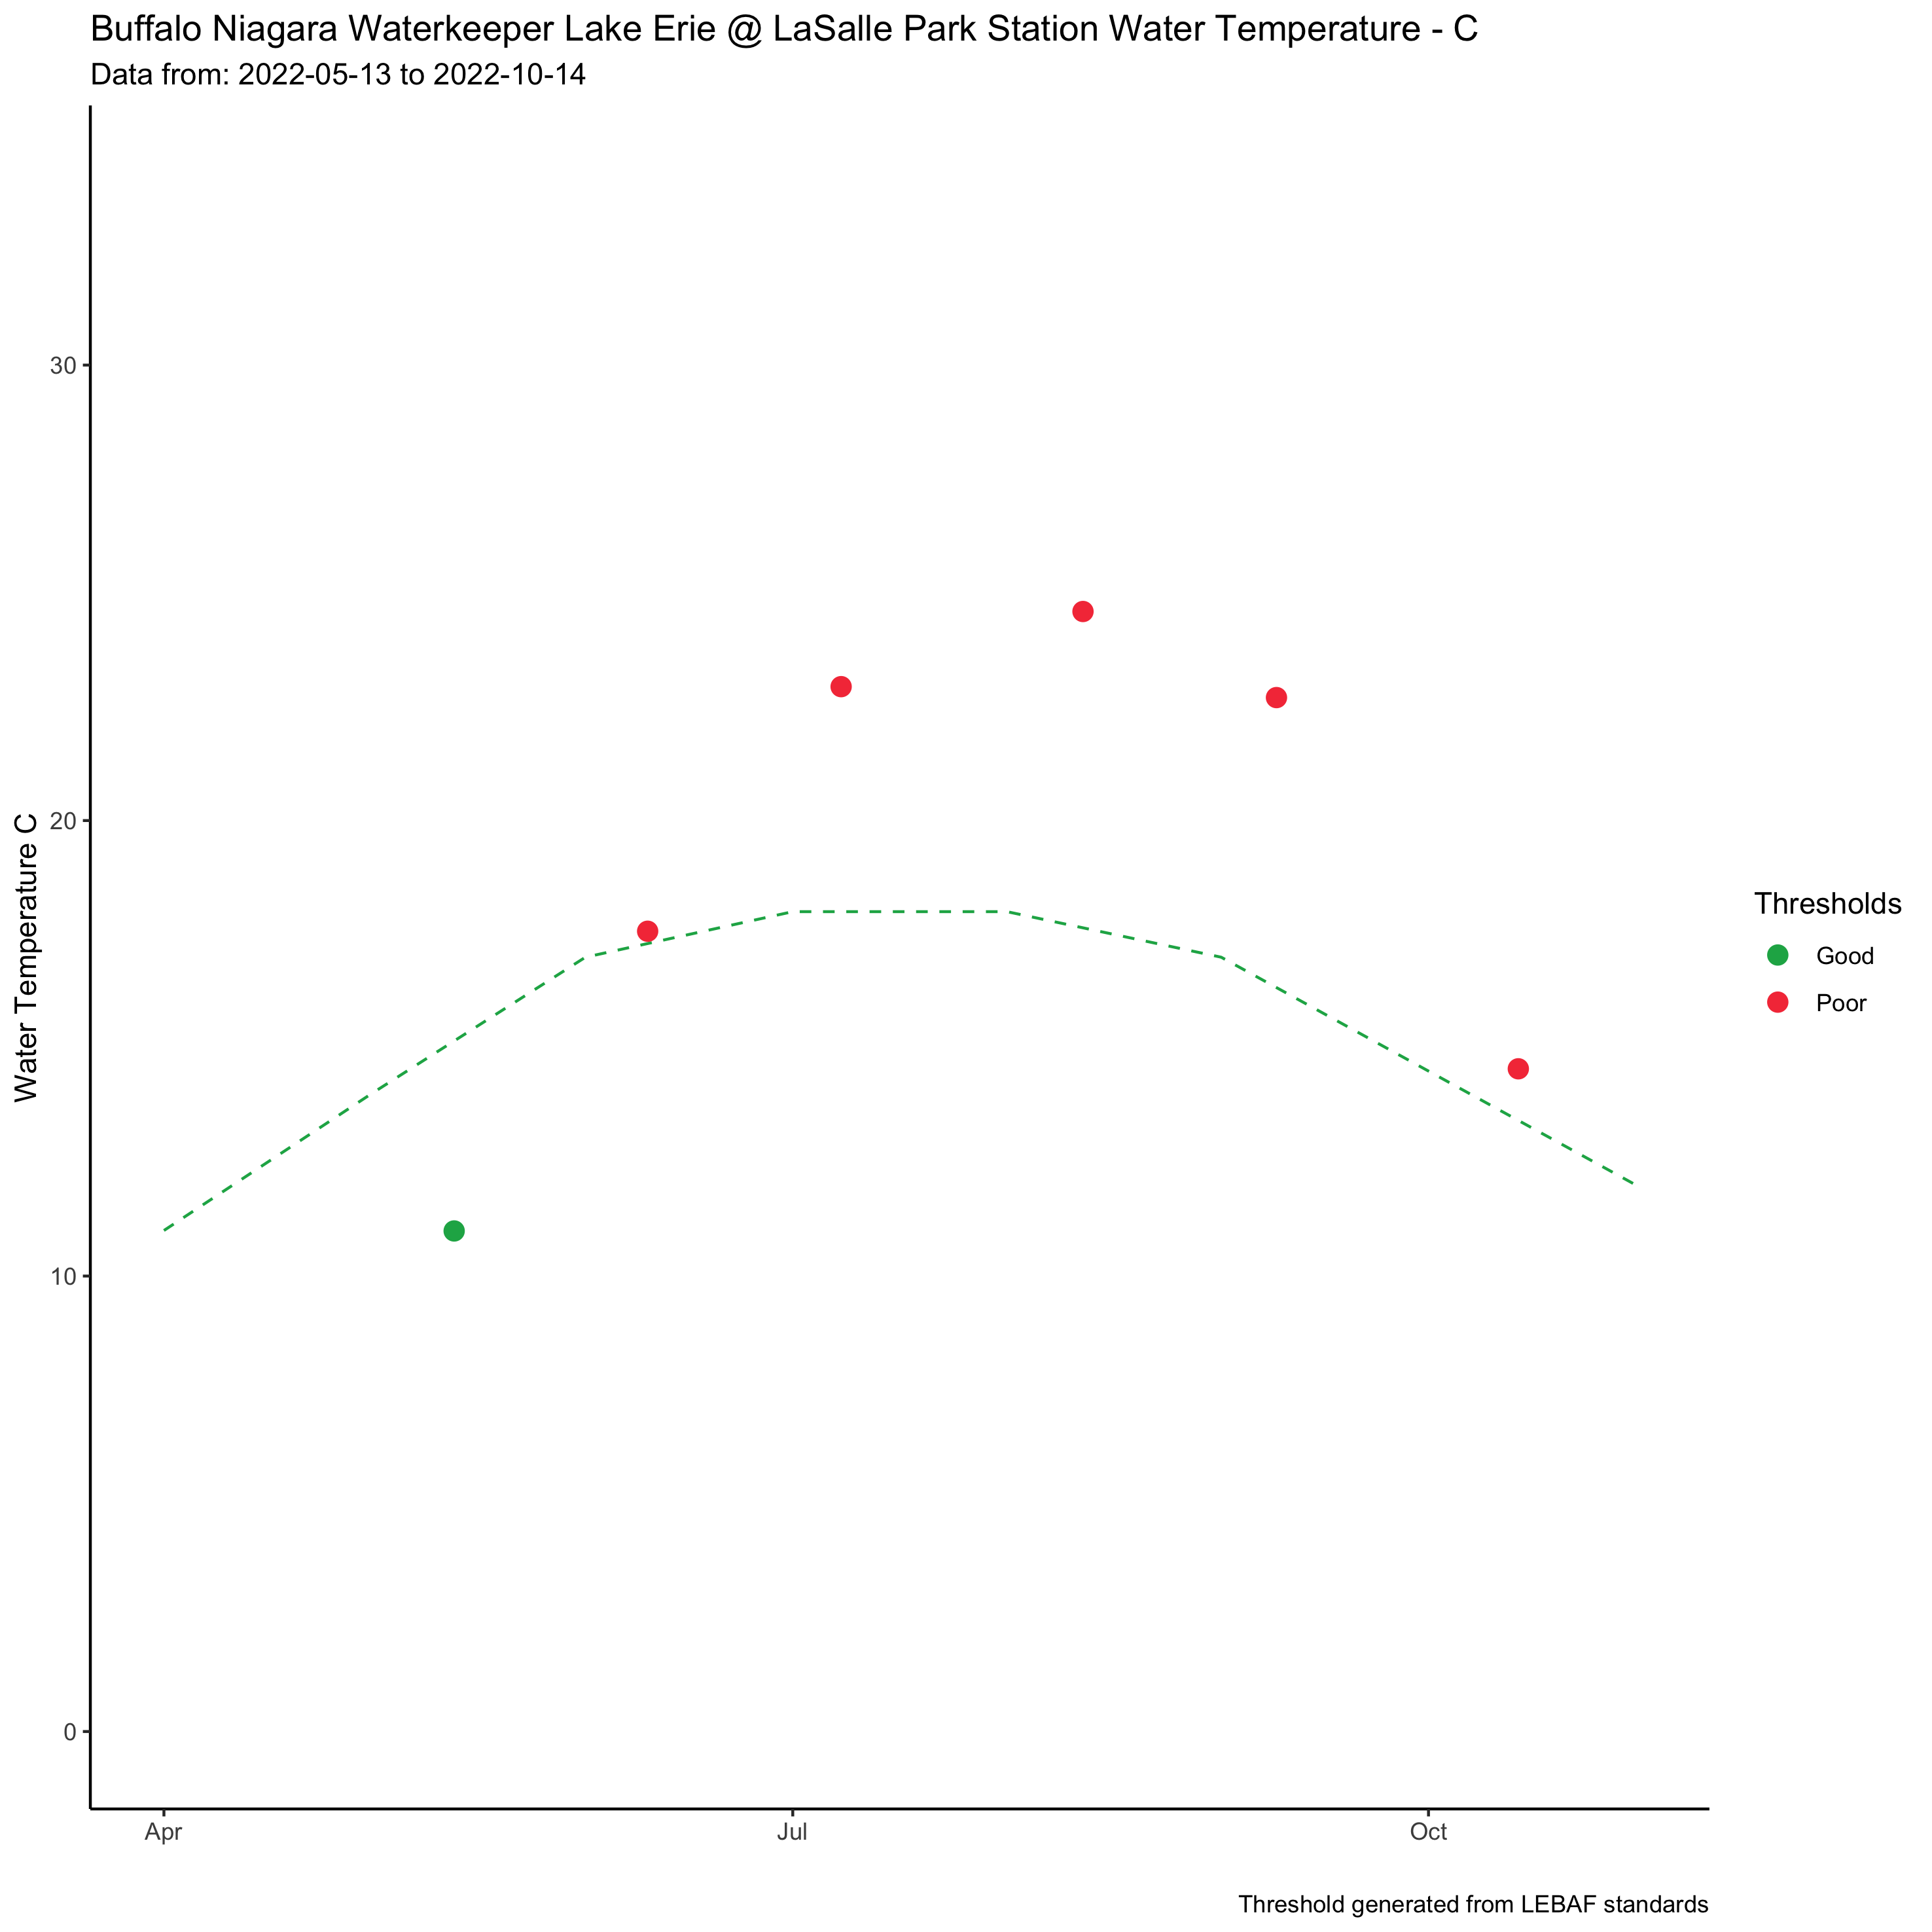 Buffalo Niagara Waterkeeper Lake Erie @ LaSalle Park Station Water Temperature - C
Data from: 2022-05-13 to 2022-10-14
30
20
10
0
Water Temperature C
Apr
Jul
Oct
Thresholds
Good
Poor
Threshold generated from LEBAF standards